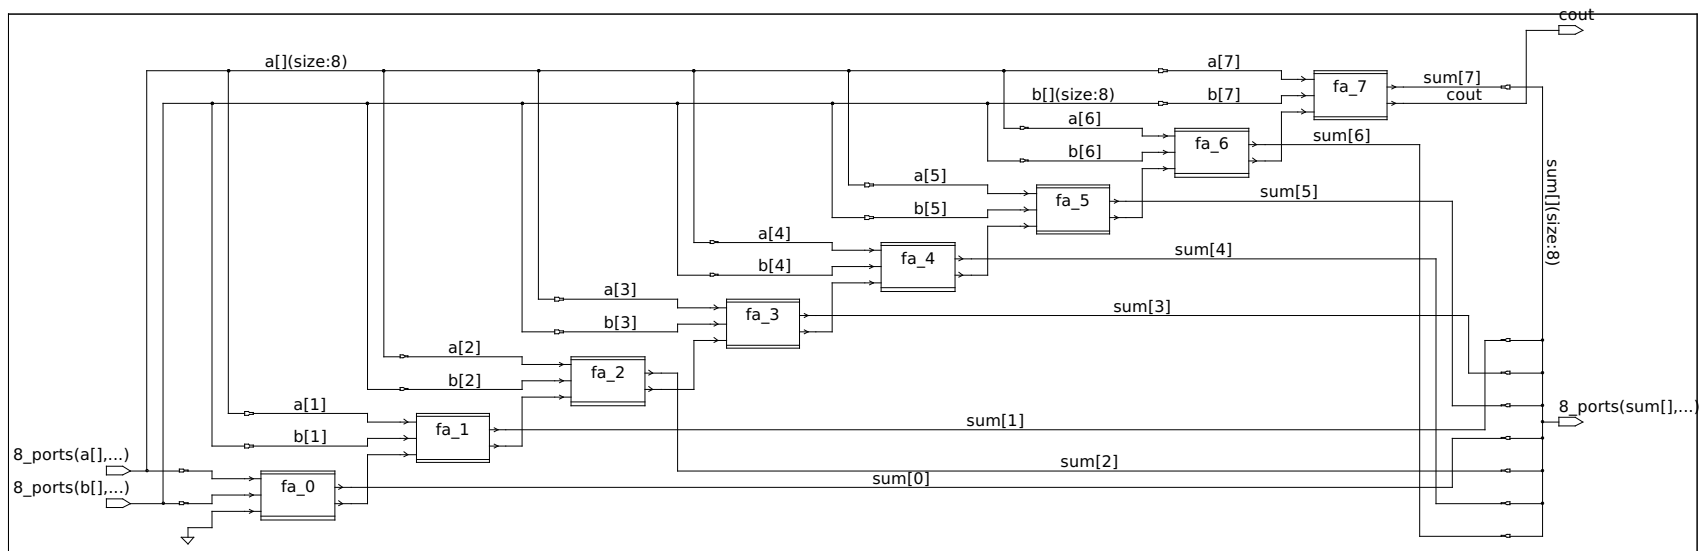 cout
a[](size:8)
a[7]
fa_7
sum[7]
b[](size:8)
b[7]
cout
a[6]
fa_6
sum[6]
b[6]
sum[](size:8)
a[5]
fa_5
sum[5]
b[5]
a[4]
fa_4
sum[4]
b[4]
a[3]
fa_3
sum[3]
b[3]
a[2]
fa_2
b[2]
a[1]
fa_1
sum[1]
8_ports(sum[],...)
b[1]
8_ports(a[],...)
sum[2]
8_ports(b[],...)
fa_0
sum[0]